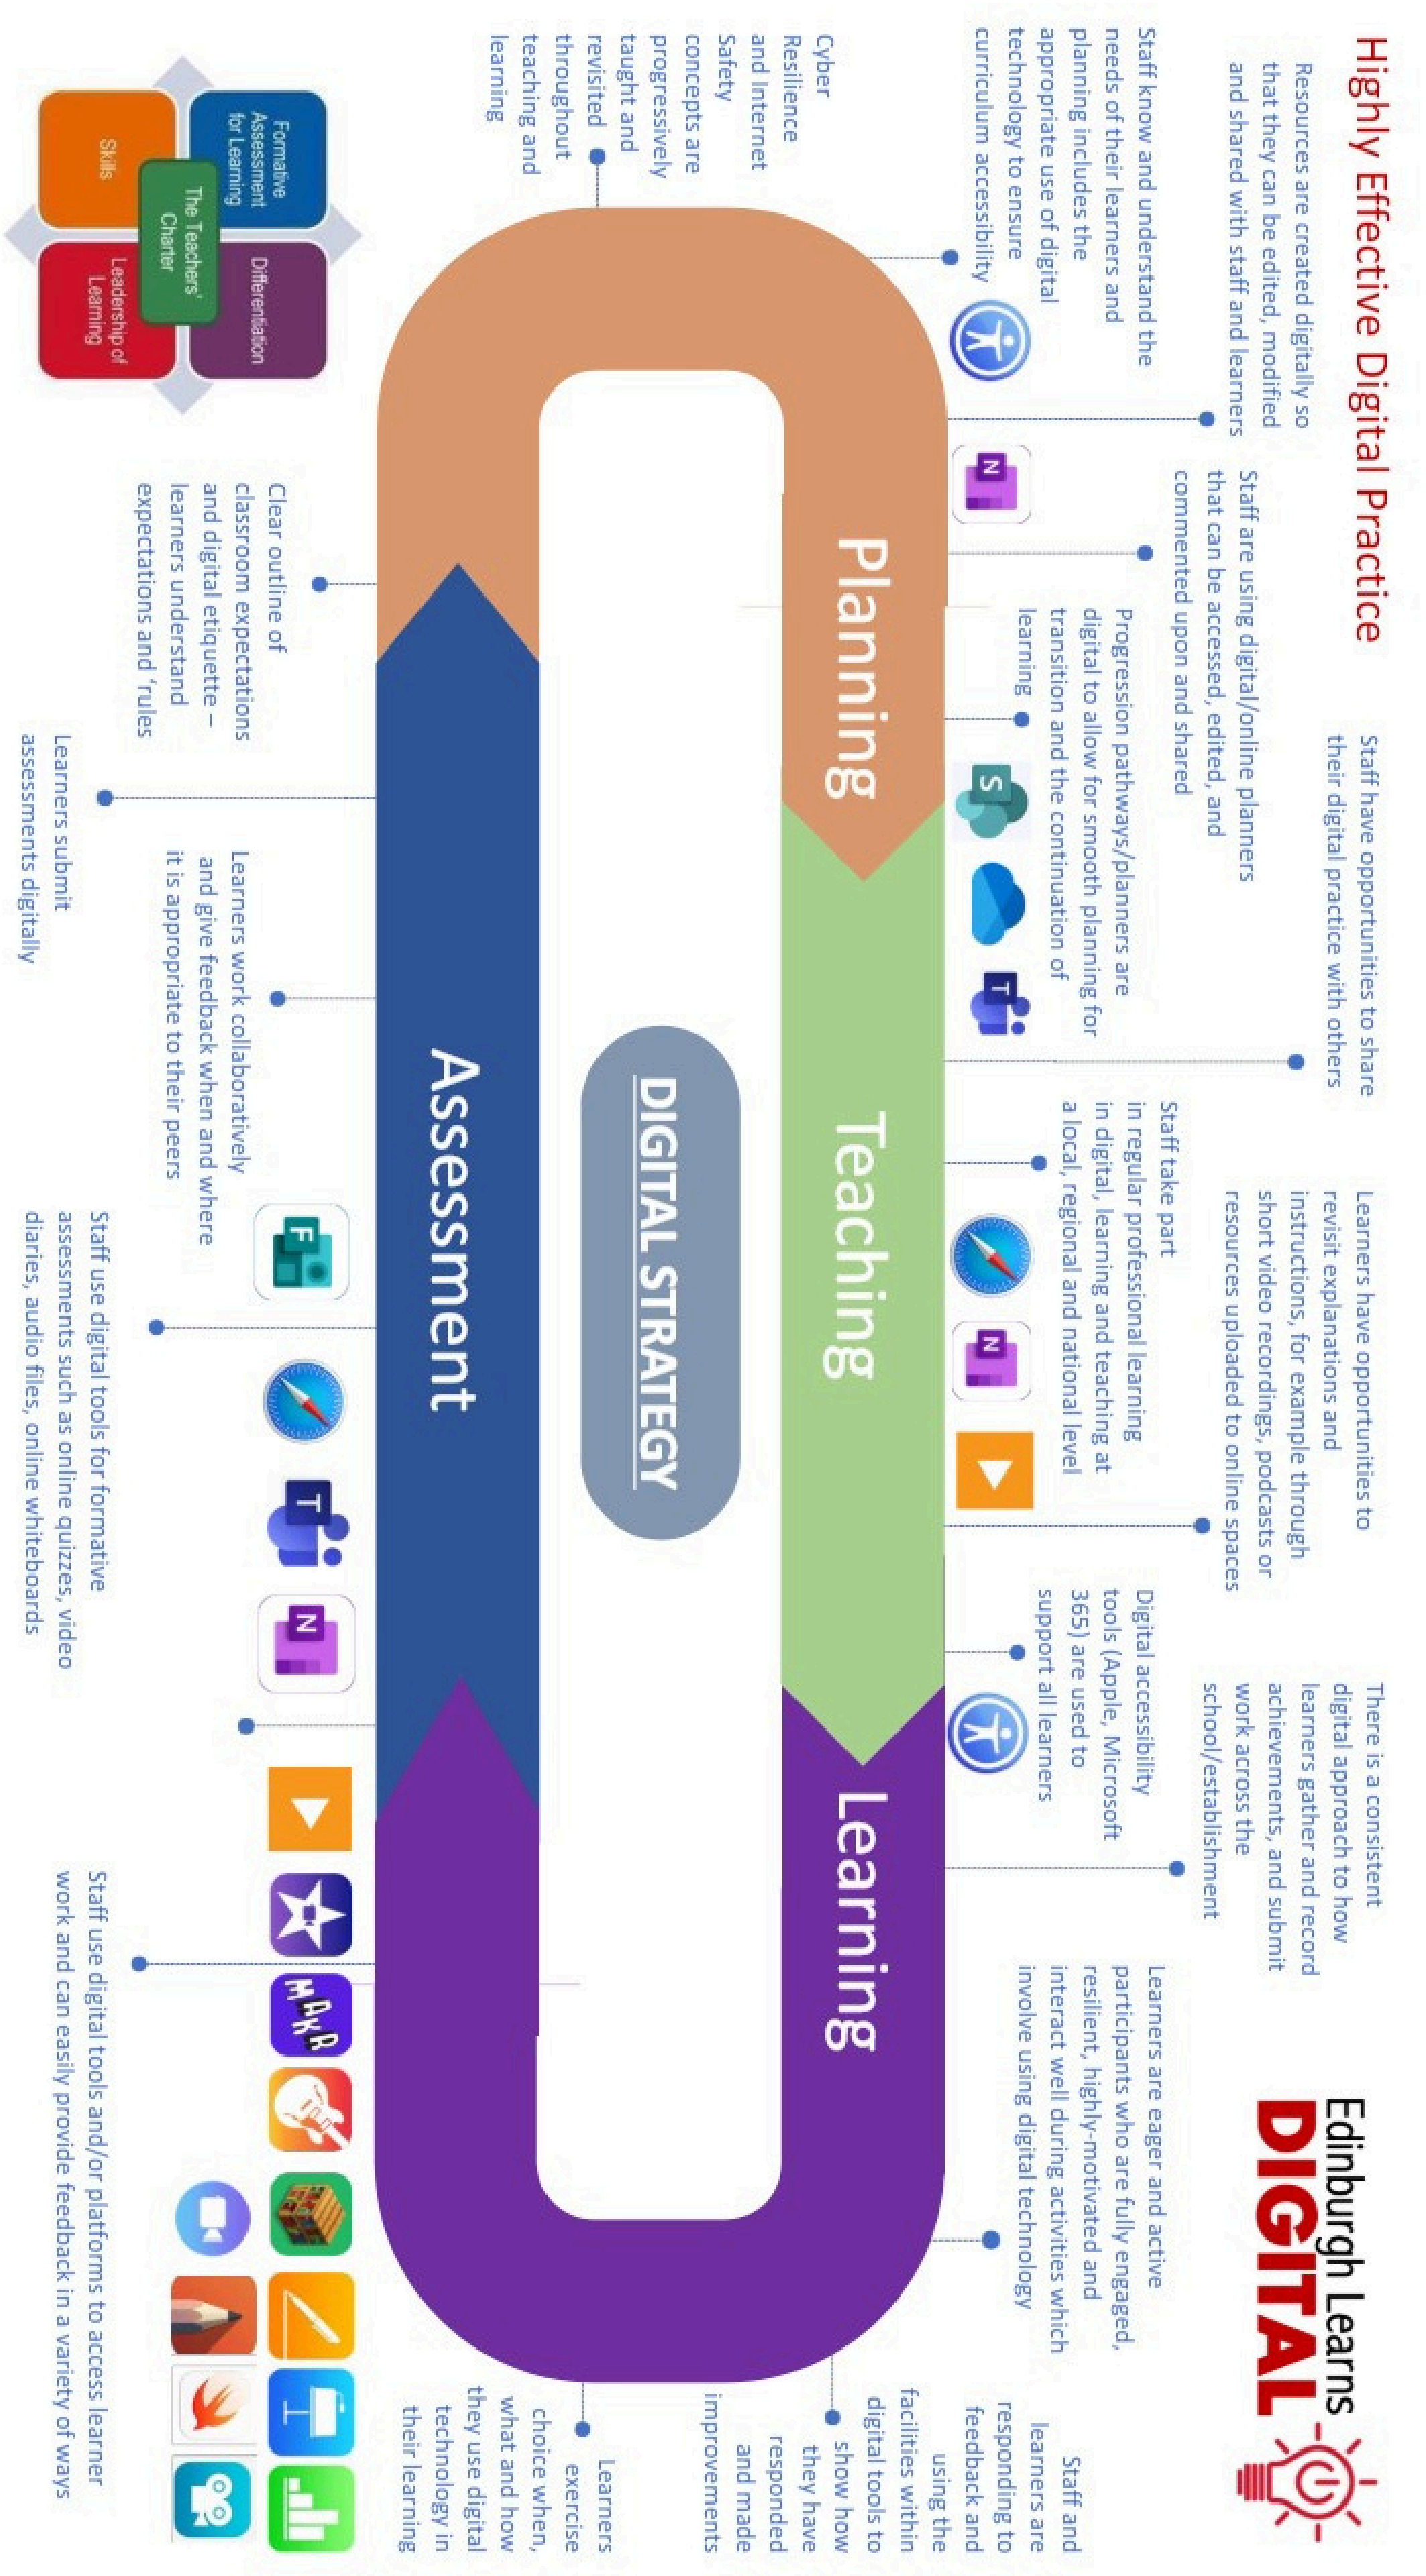 Highly Effective Digital Practice
Edinburgh Learns
DIGITAL
Resources are created digitally so
that they can be edited, modified
and shared with staff and learners
Staff know and understand the
needs of their learners and
planning includes the
appropriate use of digital
technology to ensure
curriculum accessibility
Staff are using digital/online planners
that can be accessed, edited, and
commented upon and shared
Progression pathways/planners are
digital to allow for smooth planning for
transition and the continuation of
learning
Staff have opportunities to share
their digital practice with others
Staff take part
in regular professional learning
in digital, learning and teaching at
a local, regional and national level
Learners have opportunities to
revisit explanations and
instructions, for example through
short video recordings, podcasts or
resources uploaded to online spaces
Digital accessibility
tools (Apple, Microsoft
365) are used to
support all learners
There is a consistent
digital approach to how
learners gather and record
achievements, and submit
work across the
school/establishment
Learners are eager and active
participants who are fully engaged,
resilient, highly-motivated and
interact well during activities which
involve using digital technology
Staff and
learners are
responding to
feedback and
using the
facilities within
digital tools to
show how
they have
responded
and made
improvements
N
S
T
N
Planning
Teaching
Learning
DIGITAL STRATEGY
Assessment
Cyber
Resilience
and Internet
Safety
concepts are
progressively
taught and
revisited
throughout
teaching and
learning
Learners
exercise
choice when,
what and how
they use digital
technology in
their learning
F
T
N
MAKR
Formative
Assessment
for Learning
Differentiation
The Teachers'
Charter
Skills
Leadership of
Learning
Clear outline of
classroom expectations
and digital etiquette –
learners understand
expectations and ‘rules
Learners submit
assessments digitally
Learners work collaboratively
and give feedback when and where
it is appropriate to their peers
Staff use digital tools for formative
assessments such as online quizzes, video
diaries, audio files, online whiteboards
Staff use digital tools and/or platforms to access learner
work and can easily provide feedback in a variety of ways